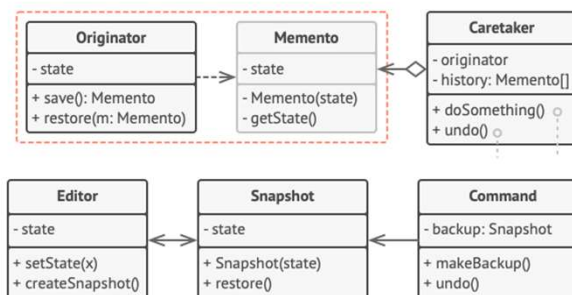 Originator
- state
+ save(): Memento
+ restore(m: Memento)
Memento
- state
- Memento(state)
- getState()
Caretaker
- originator
- history: Memento[]
+ doSomething()
+ undo()
Editor
- state
+ setState(x)
+ createSnapshot()
Snapshot
- state
+ Snapshot(state)
+ restore()
Command
- backup: Snapshot
+ makeBackup()
+ undo()